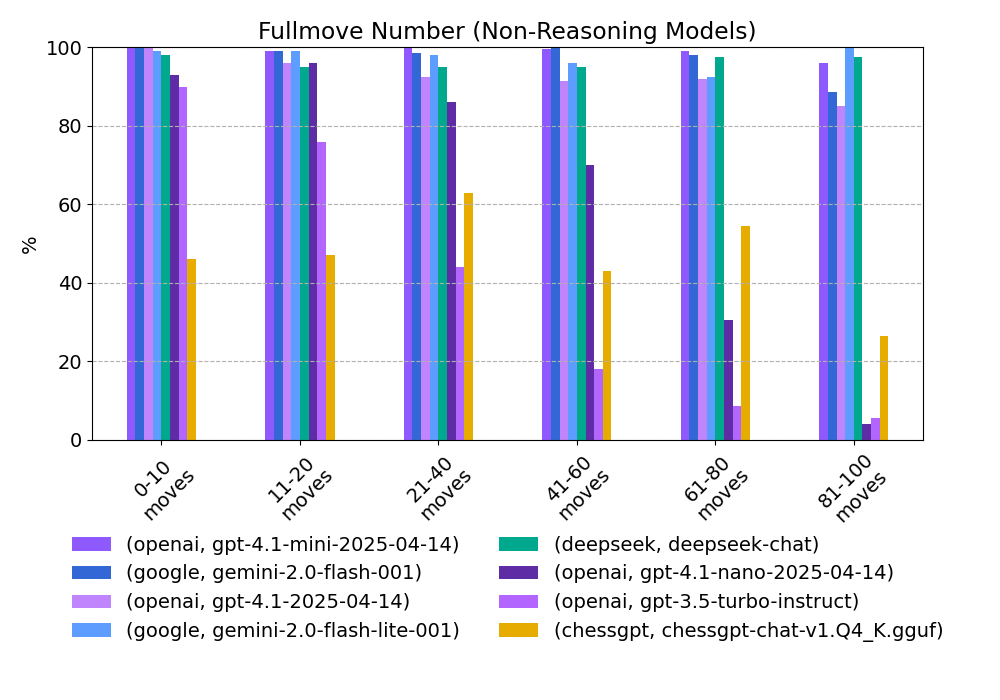 Fullmove Number (Non-Reasoning Models)
100
80
60
40
20
0
%
0-10
moves
11-20
moves
21-40
moves
41-60
moves
61-80
moves
81-100
moves
(openai, gpt-4.1-mini-2025-04-14)
(google, gemini-2.0-flash-001)
(openai, gpt-4.1-2025-04-14)
(google, gemini-2.0-flash-lite-001)
(deepseek, deepseek-chat)
(openai, gpt-4.1-nano-2025-04-14)
(openai, gpt-3.5-turbo-instruct)
(chessgpt, chessgpt-chat-v1.Q4_K.gguf)